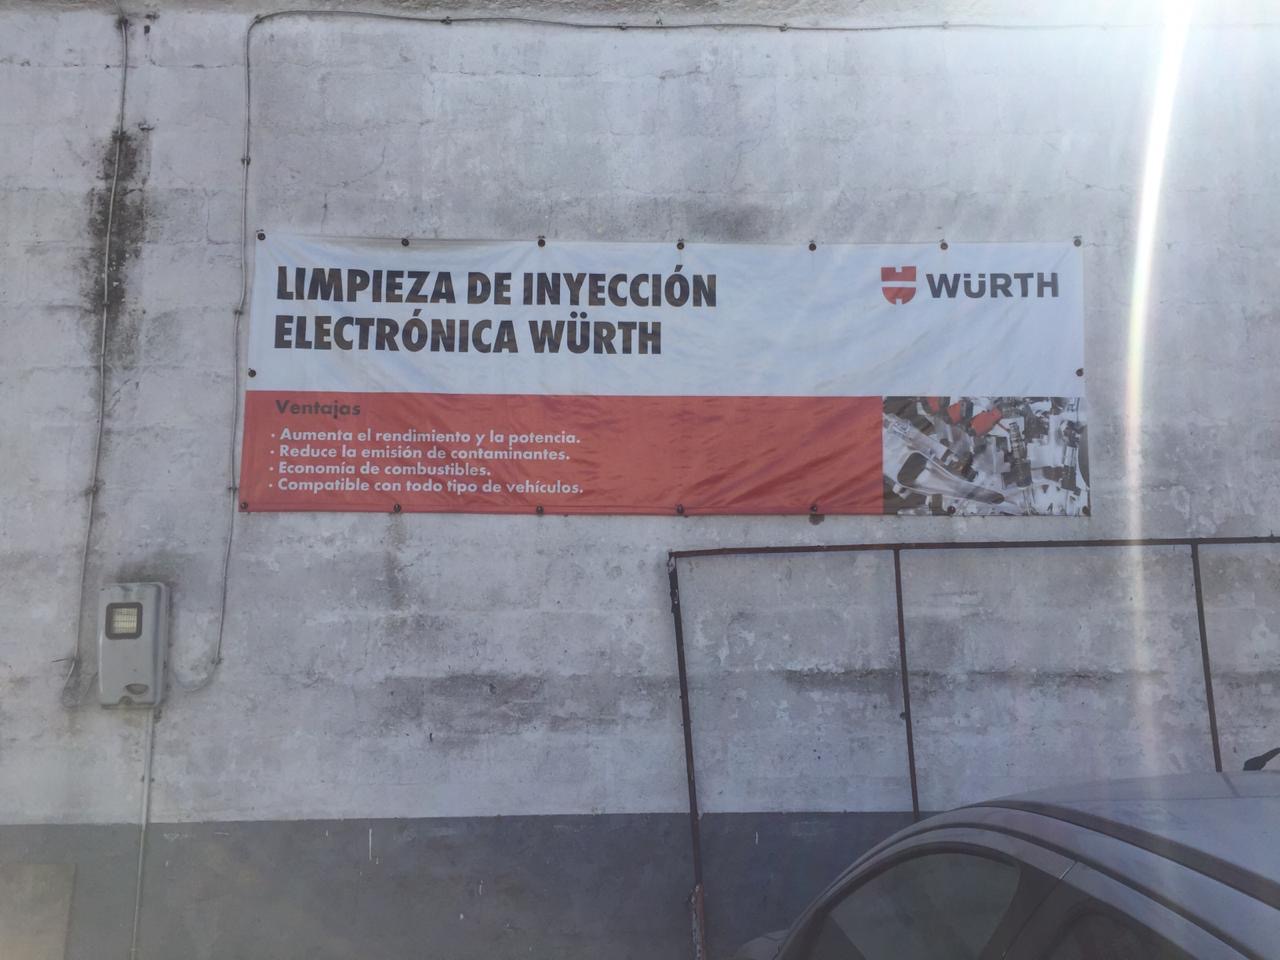 LIMPIEZA DE INYECCIÓN
ELECTRÓNICA WÜRTH
WÜRTH
Ventajas
· Aumenta el rendimiento y la potencia.
· Reduce la emisión de contaminantes.
· Economía de combustibles.
· Compatible con todo tipo de vehículos.